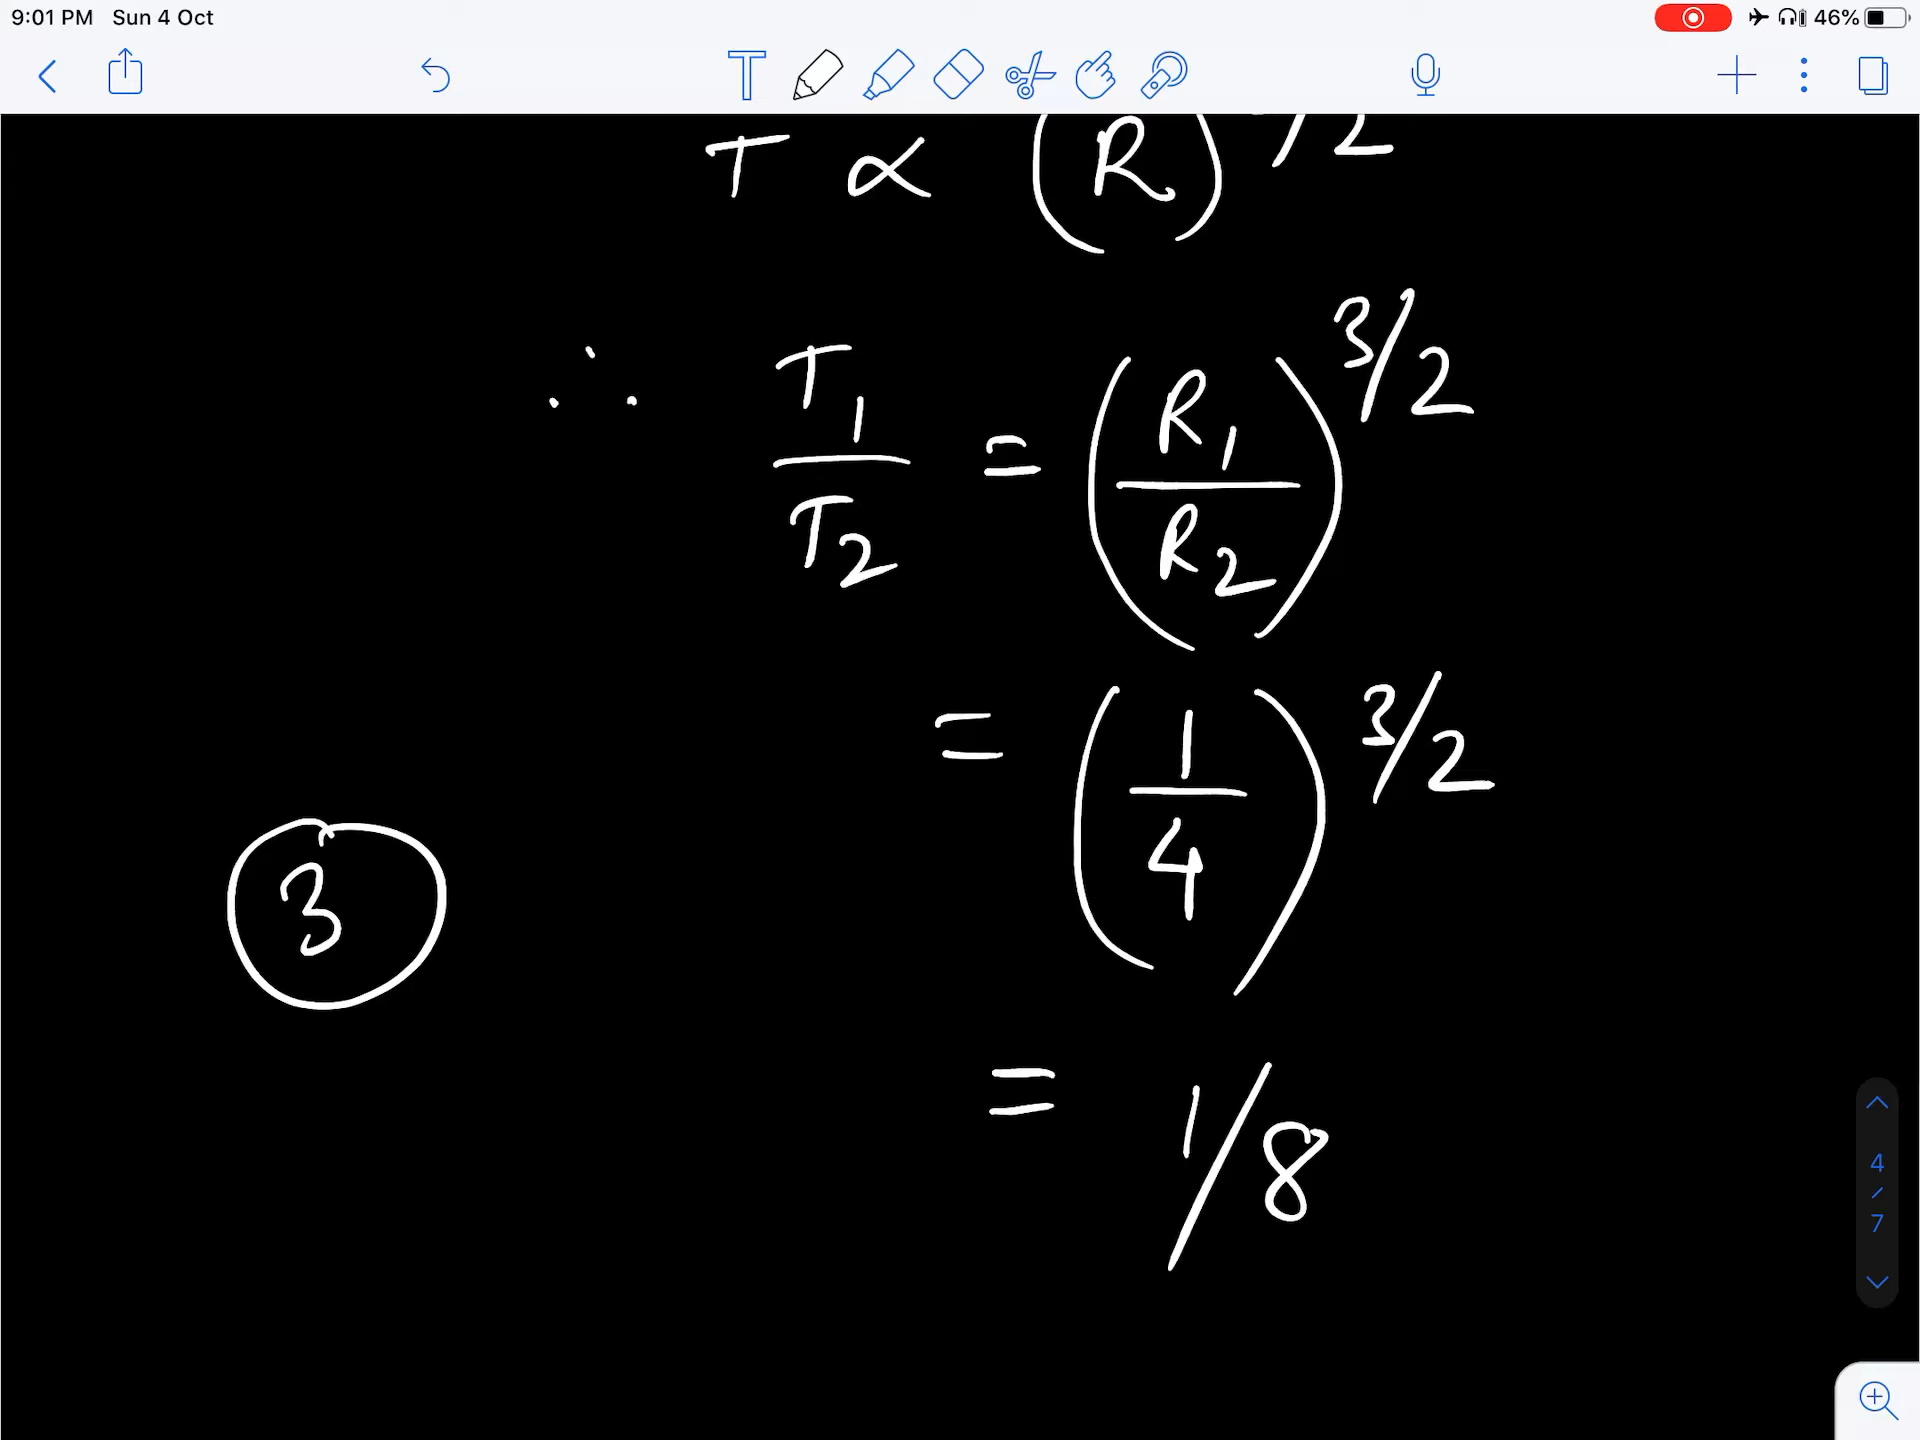 9:01 PM Sun 4 Oct 46%
T
T ∝ (R)^3/2
∴ T1/T2 = (R1/R2)^3/2
= (1/4)^3/2
3
= 1/8
4
/
7